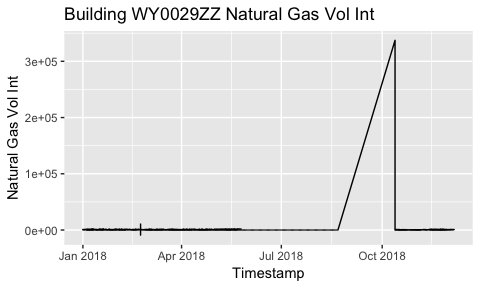 Building WY0029ZZ Natural Gas Vol Int
3e+05
2e+05
1e+05
0e+00
Natural Gas Vol Int
Jan 2018
Apr 2018
Jul 2018
Oct 2018
Timestamp